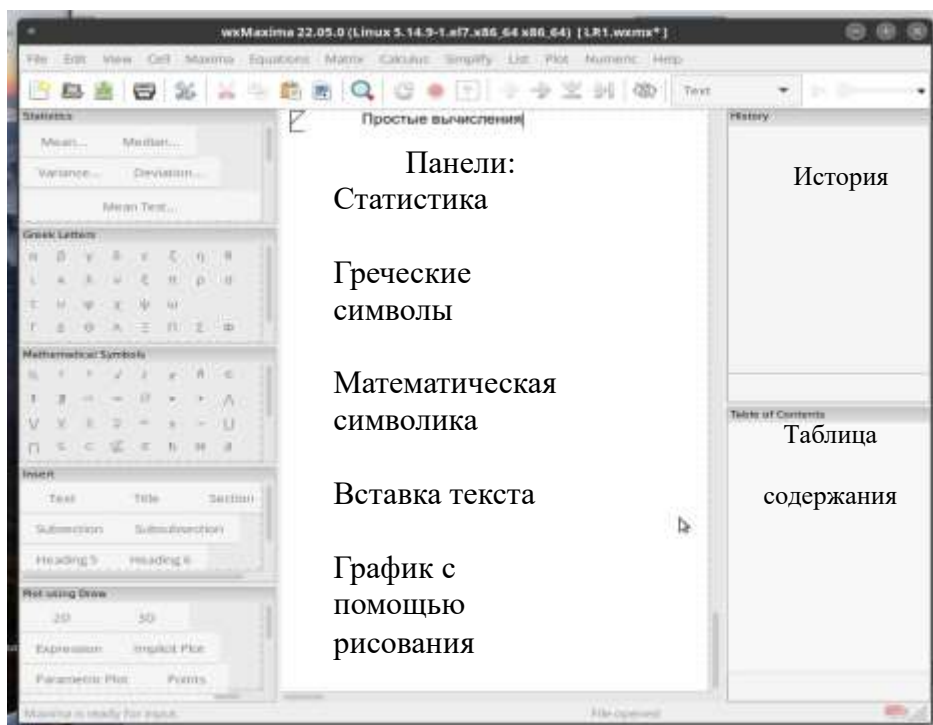 wxMaxima 22.05.0 (Linux 5.14.9-1.el7.x86_64 x86_64) [ LR1.wxmx* ]
File Edit View Cell Maxima Equations Matrix Calculus Simplify List Plot Numeric Help
Text
Statistics
Mean... Median...
Variance... Deviation...
Mean Test...
Greek Letters
Mathematical Symbols
Insert
Text Title Section
Subsection Subsubsection
Heading 5 Heading 6
Plot using Draw
2D 3D
Expression Implicit Plot
Parametric Plot Points
Простые вычисления
Панели:
Статистика
Греческие
символы
Математическая
символика
Вставка текста
График с
помощью
рисования
History
История
Table of Contents
Таблица
содержания
Maxima is ready for input.
File opened